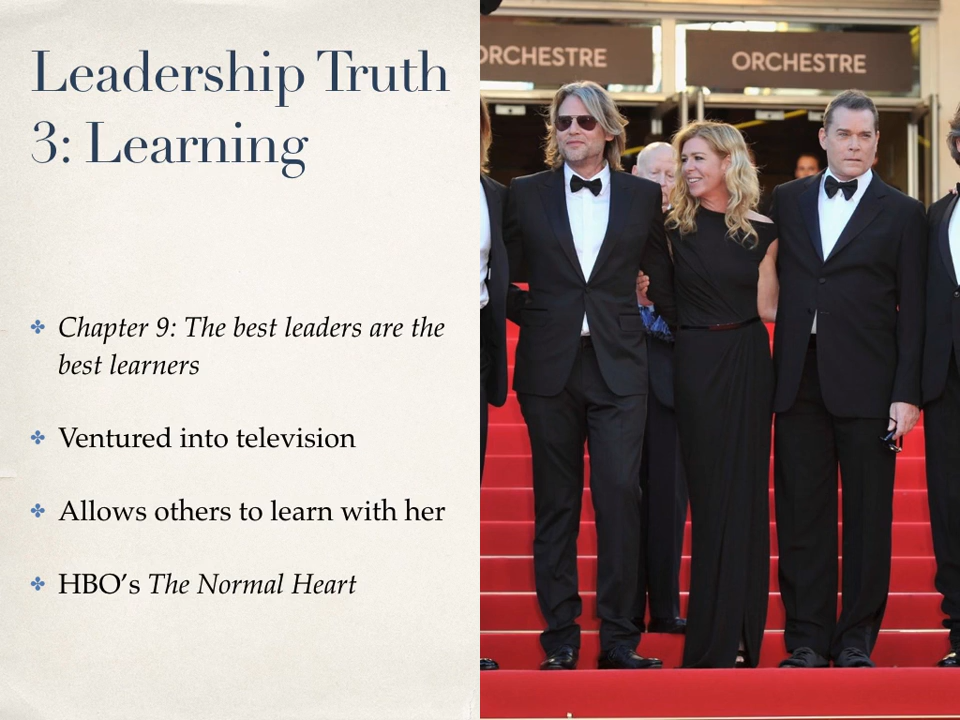 Leadership Truth
3: Learning
Chapter 9: The best leaders are the
best learners
Ventured into television
Allows others to learn with her
HBO’s The Normal Heart
ORCHESTRE
ORCHESTRE